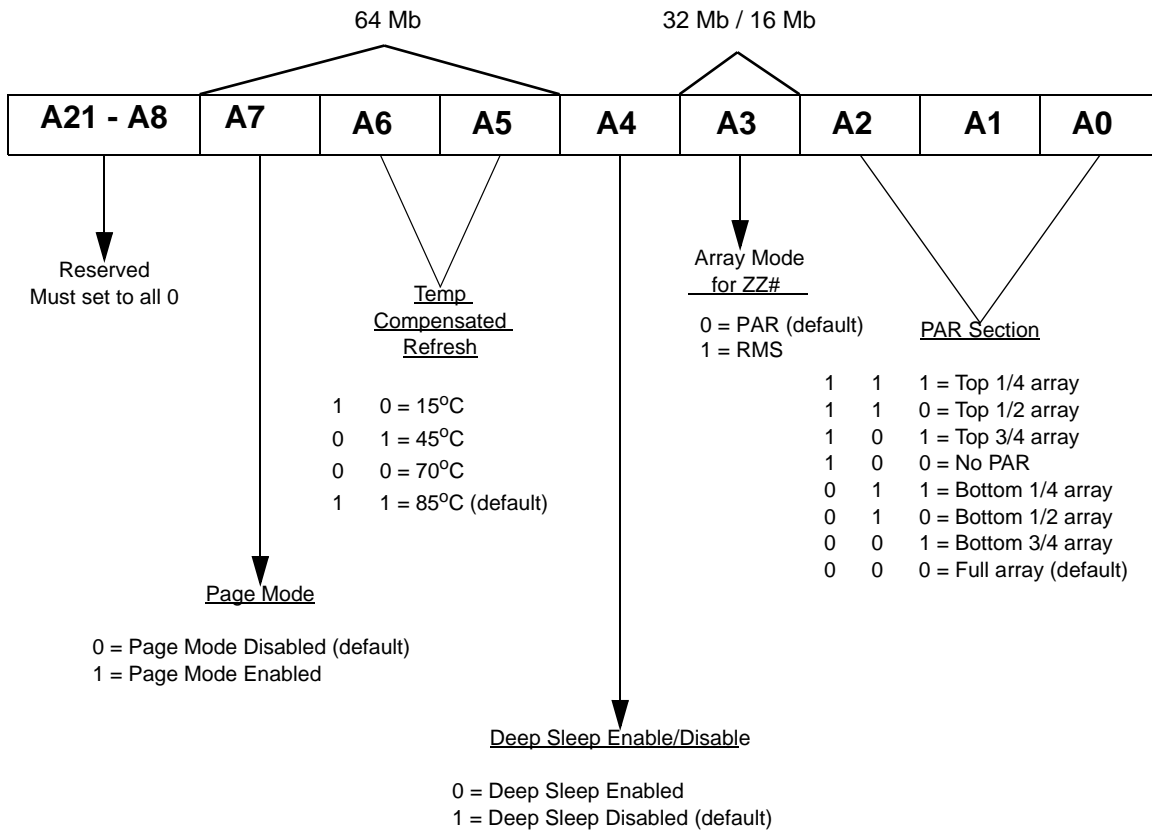 64 Mb
32 Mb / 16 Mb
A21 - A8 A7 A6 A5 A4 A3 A2 A1 A0
Reserved
Must set to all 0
Temp
Compensated
Refresh
1 0 = 15°C
0 1 = 45°C
0 0 = 70°C
1 1 = 85°C (default)
Array Mode
for ZZ#
0 = PAR (default)
1 = RMS
PAR Section
1 1 1 = Top 1/4 array
1 1 0 = Top 1/2 array
1 0 1 = Top 3/4 array
1 0 0 = No PAR
0 1 1 = Bottom 1/4 array
0 1 0 = Bottom 1/2 array
0 0 1 = Bottom 3/4 array
0 0 0 = Full array (default)
Page Mode
0 = Page Mode Disabled (default)
1 = Page Mode Enabled
Deep Sleep Enable/Disable
0 = Deep Sleep Enabled
1 = Deep Sleep Disabled (default)